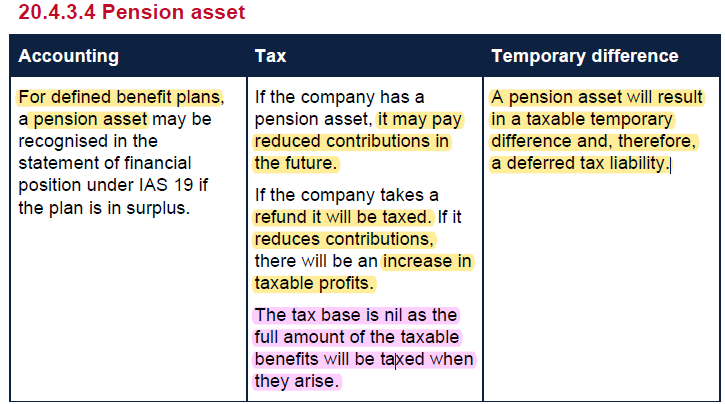 20.4.3.4 Pension asset
Accounting
Tax
Temporary difference
For defined benefit plans,
a pension asset may be
recognised in the
statement of financial
position under IAS 19 if
the plan is in surplus.
If the company has a
pension asset, it may pay
reduced contributions in
the future.
If the company takes a
refund it will be taxed. If it
reduces contributions,
there will be an increase in
taxable profits.
The tax base is nil as the
full amount of the taxable
benefits will be taxed when
they arise.
A pension asset will result
in a taxable temporary
difference and, therefore,
a deferred tax liability.